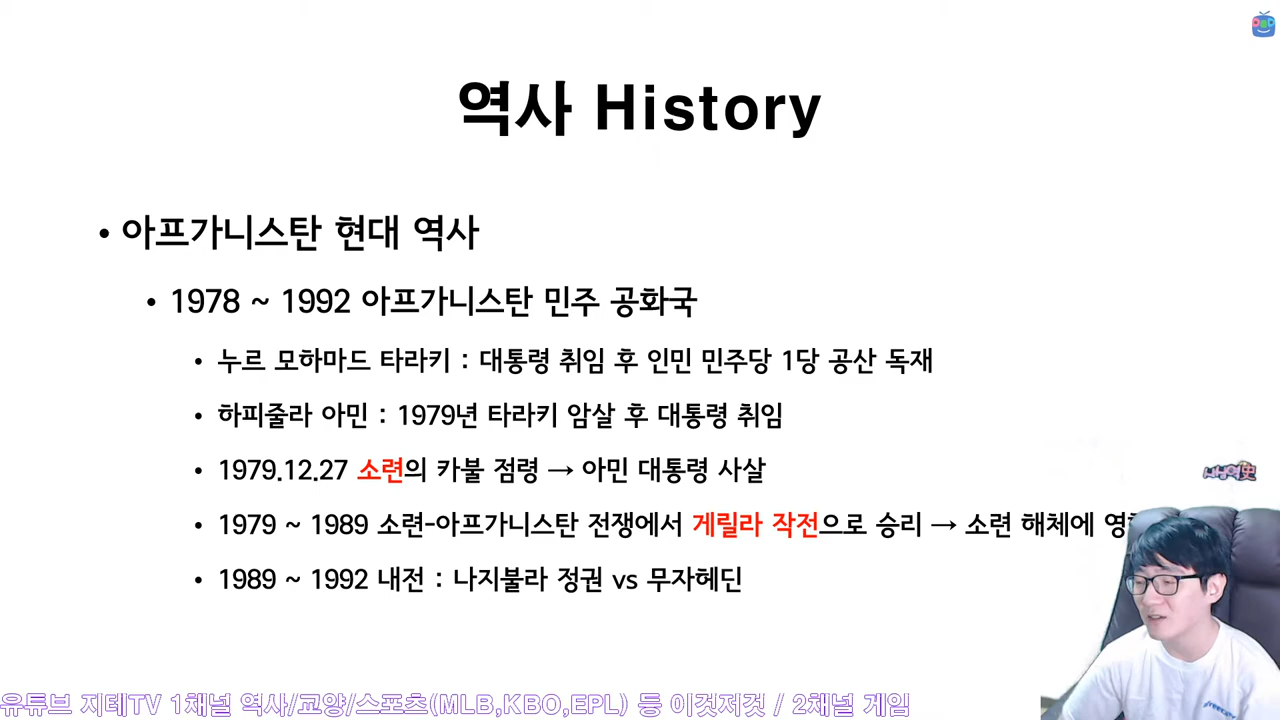 역사 History
• 아프가니스탄 현대 역사
• 1978 ~ 1992 아프가니스탄 민주 공화국
• 누르 모하마드 타라키 : 대통령 취임 후 인민 민주당 1당 공산 독재
• 하피줄라 아민 : 1979년 타라키 암살 후 대통령 취임
• 1979.12.27 소련의 카불 점령 → 아민 대통령 사살
• 1979 ~ 1989 소련-아프가니스탄 전쟁에서 게릴라 작전으로 승리 → 소련 해체에
• 1989 ~ 1992 내전 : 나지불라 정권 vs 무자헤딘
유튜브 지테TV 1채널 역사/교양/스포츠(MLB,KBO,EPL) 등 이것저것 / 2채널 게임